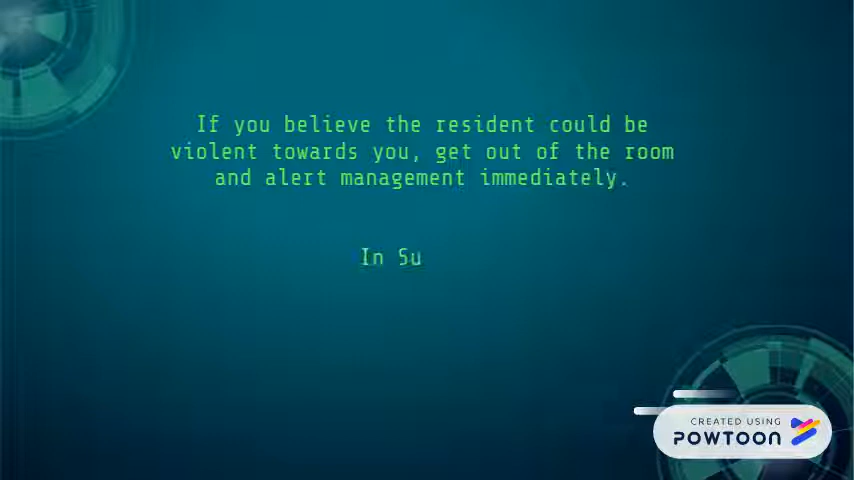 If you believe the resident could be
violent towards you, get out of the room
and alert management immediately.
In Su
CREATED USING
POWTOON